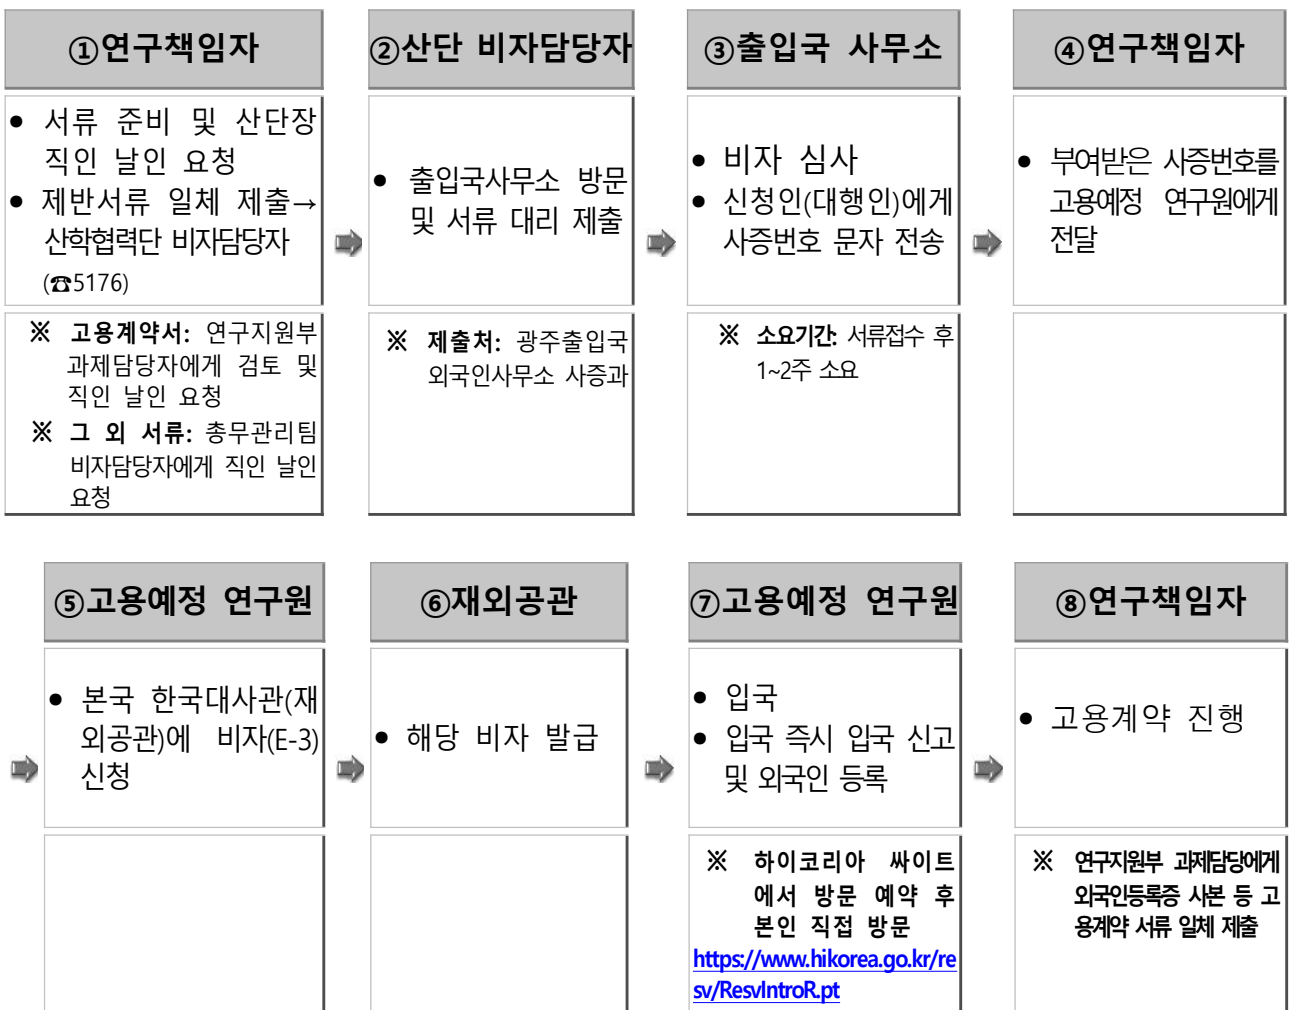 ①연구책임자
• 서류 준비 및 산단장
직인 날인 요청
• 제반서류 일체 제출→
산학협력단 비자담당자
(☎5176)
※ 고용계약서: 연구지원부
과제담당자에게 검토 및
직인 날인 요청
※ 그 외 서류: 총무관리팀
비자담당자에게 직인 날인
요청
②산단 비자담당자
• 출입국사무소 방문
및 서류 대리 제출
※ 제출처: 광주출입국
외국인사무소 사증과
③출입국 사무소
• 비자 심사
• 신청인(대행인)에게
사증번호 문자 전송
※ 소요기간: 서류접수 후
1~2주 소요
④연구책임자
• 부여받은 사증번호를
고용예정 연구원에게
전달
⑤고용예정 연구원
• 본국 한국대사관(재
외공관)에 비자(E-3)
신청
⑥재외공관
• 해당 비자 발급
⑦고용예정 연구원
• 입국
• 입국 즉시 입국 신고
및 외국인 등록
※ 하이코리아 싸이트
에서 방문 예약 후
본인 직접 방문
https://www.hikorea.go.kr/re
sv/ResvIntroR.pt
⑧연구책임자
• 고용계약 진행
※ 연구지원부 과제담당에게
외국인등록증 사본 등 고
용계약 서류 일체 제출